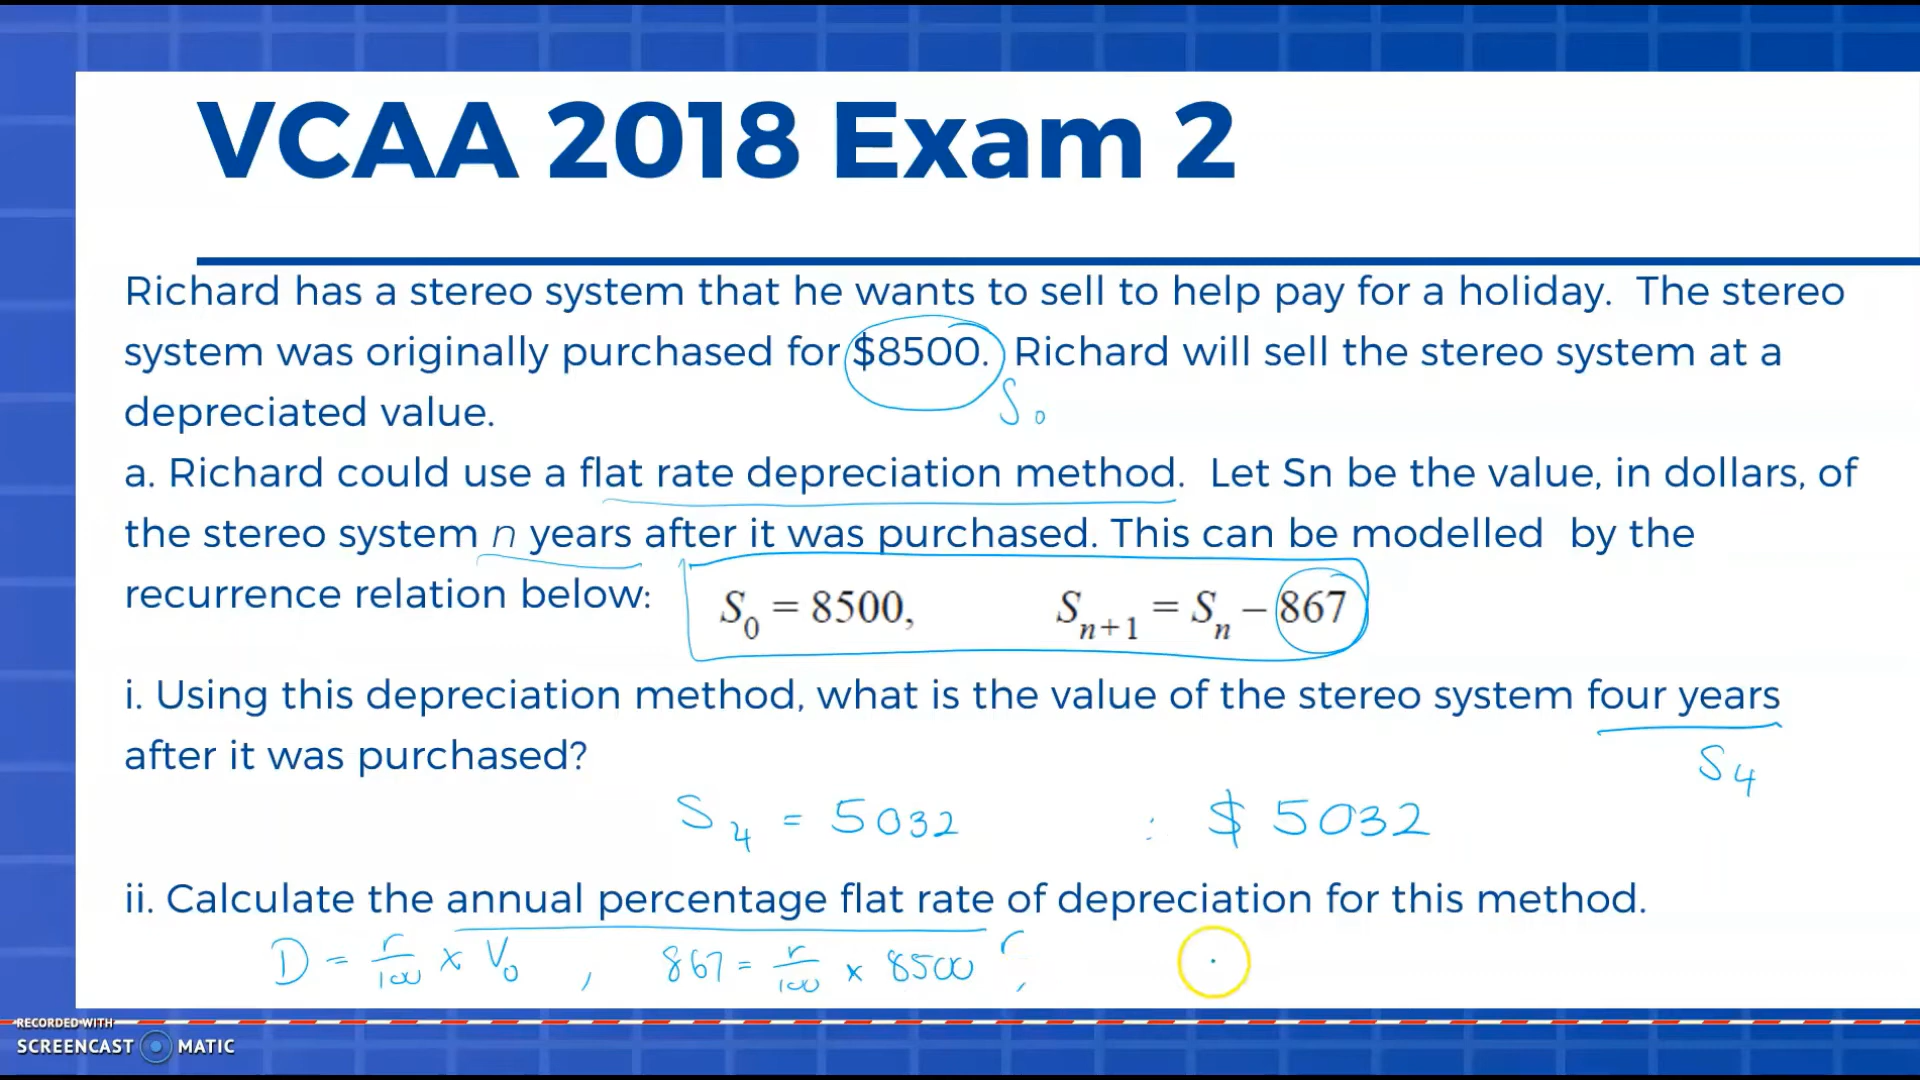 VCAA 2018 Exam 2
Richard has a stereo system that he wants to sell to help pay for a holiday. The stereo
system was originally purchased for $8500. Richard will sell the stereo system at a
S₀
depreciated value.
a. Richard could use a flat rate depreciation method. Let Sn be the value, in dollars, of
the stereo system n years after it was purchased. This can be modelled by the
recurrence relation below: S₀ = 8500, Sₙ₊₁ = Sₙ − 867
i. Using this depreciation method, what is the value of the stereo system four years
after it was purchased?
S₄
S₄ = 5032 : $ 5032
ii. Calculate the annual percentage flat rate of depreciation for this method.
D = r/100 × V₀ , 867 = r/100 × 8500 ,
RECORDED WITH
SCREENCAST MATIC